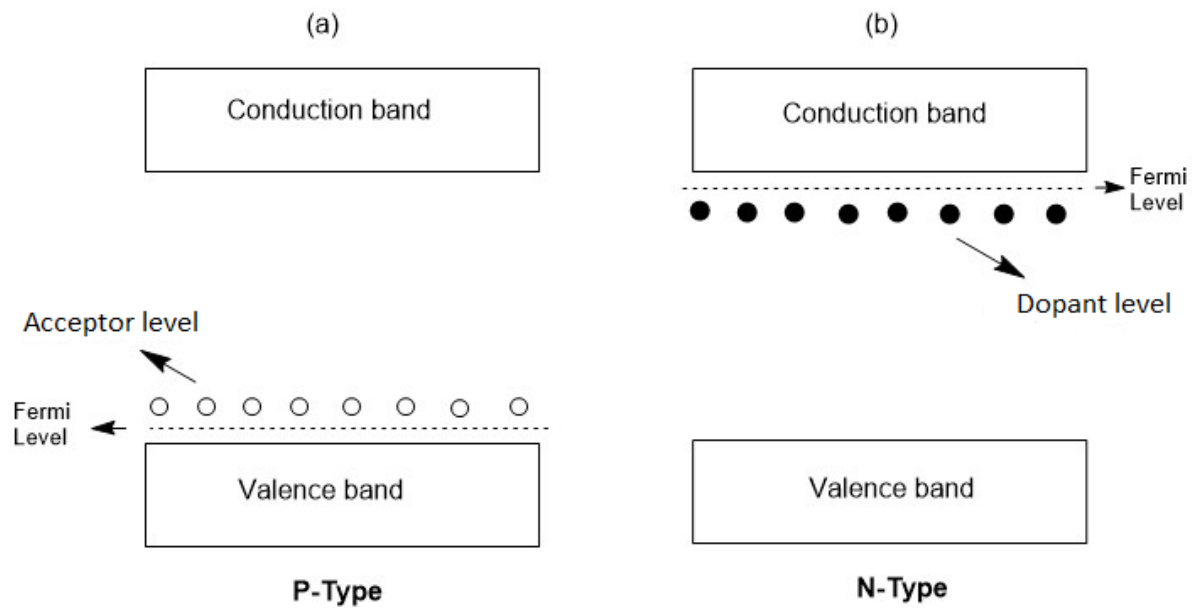 (a)
Conduction band
Acceptor level
Fermi
Level
Valence band
P-Type
(b)
Conduction band
Fermi
Level
Dopant level
Valence band
N-Type